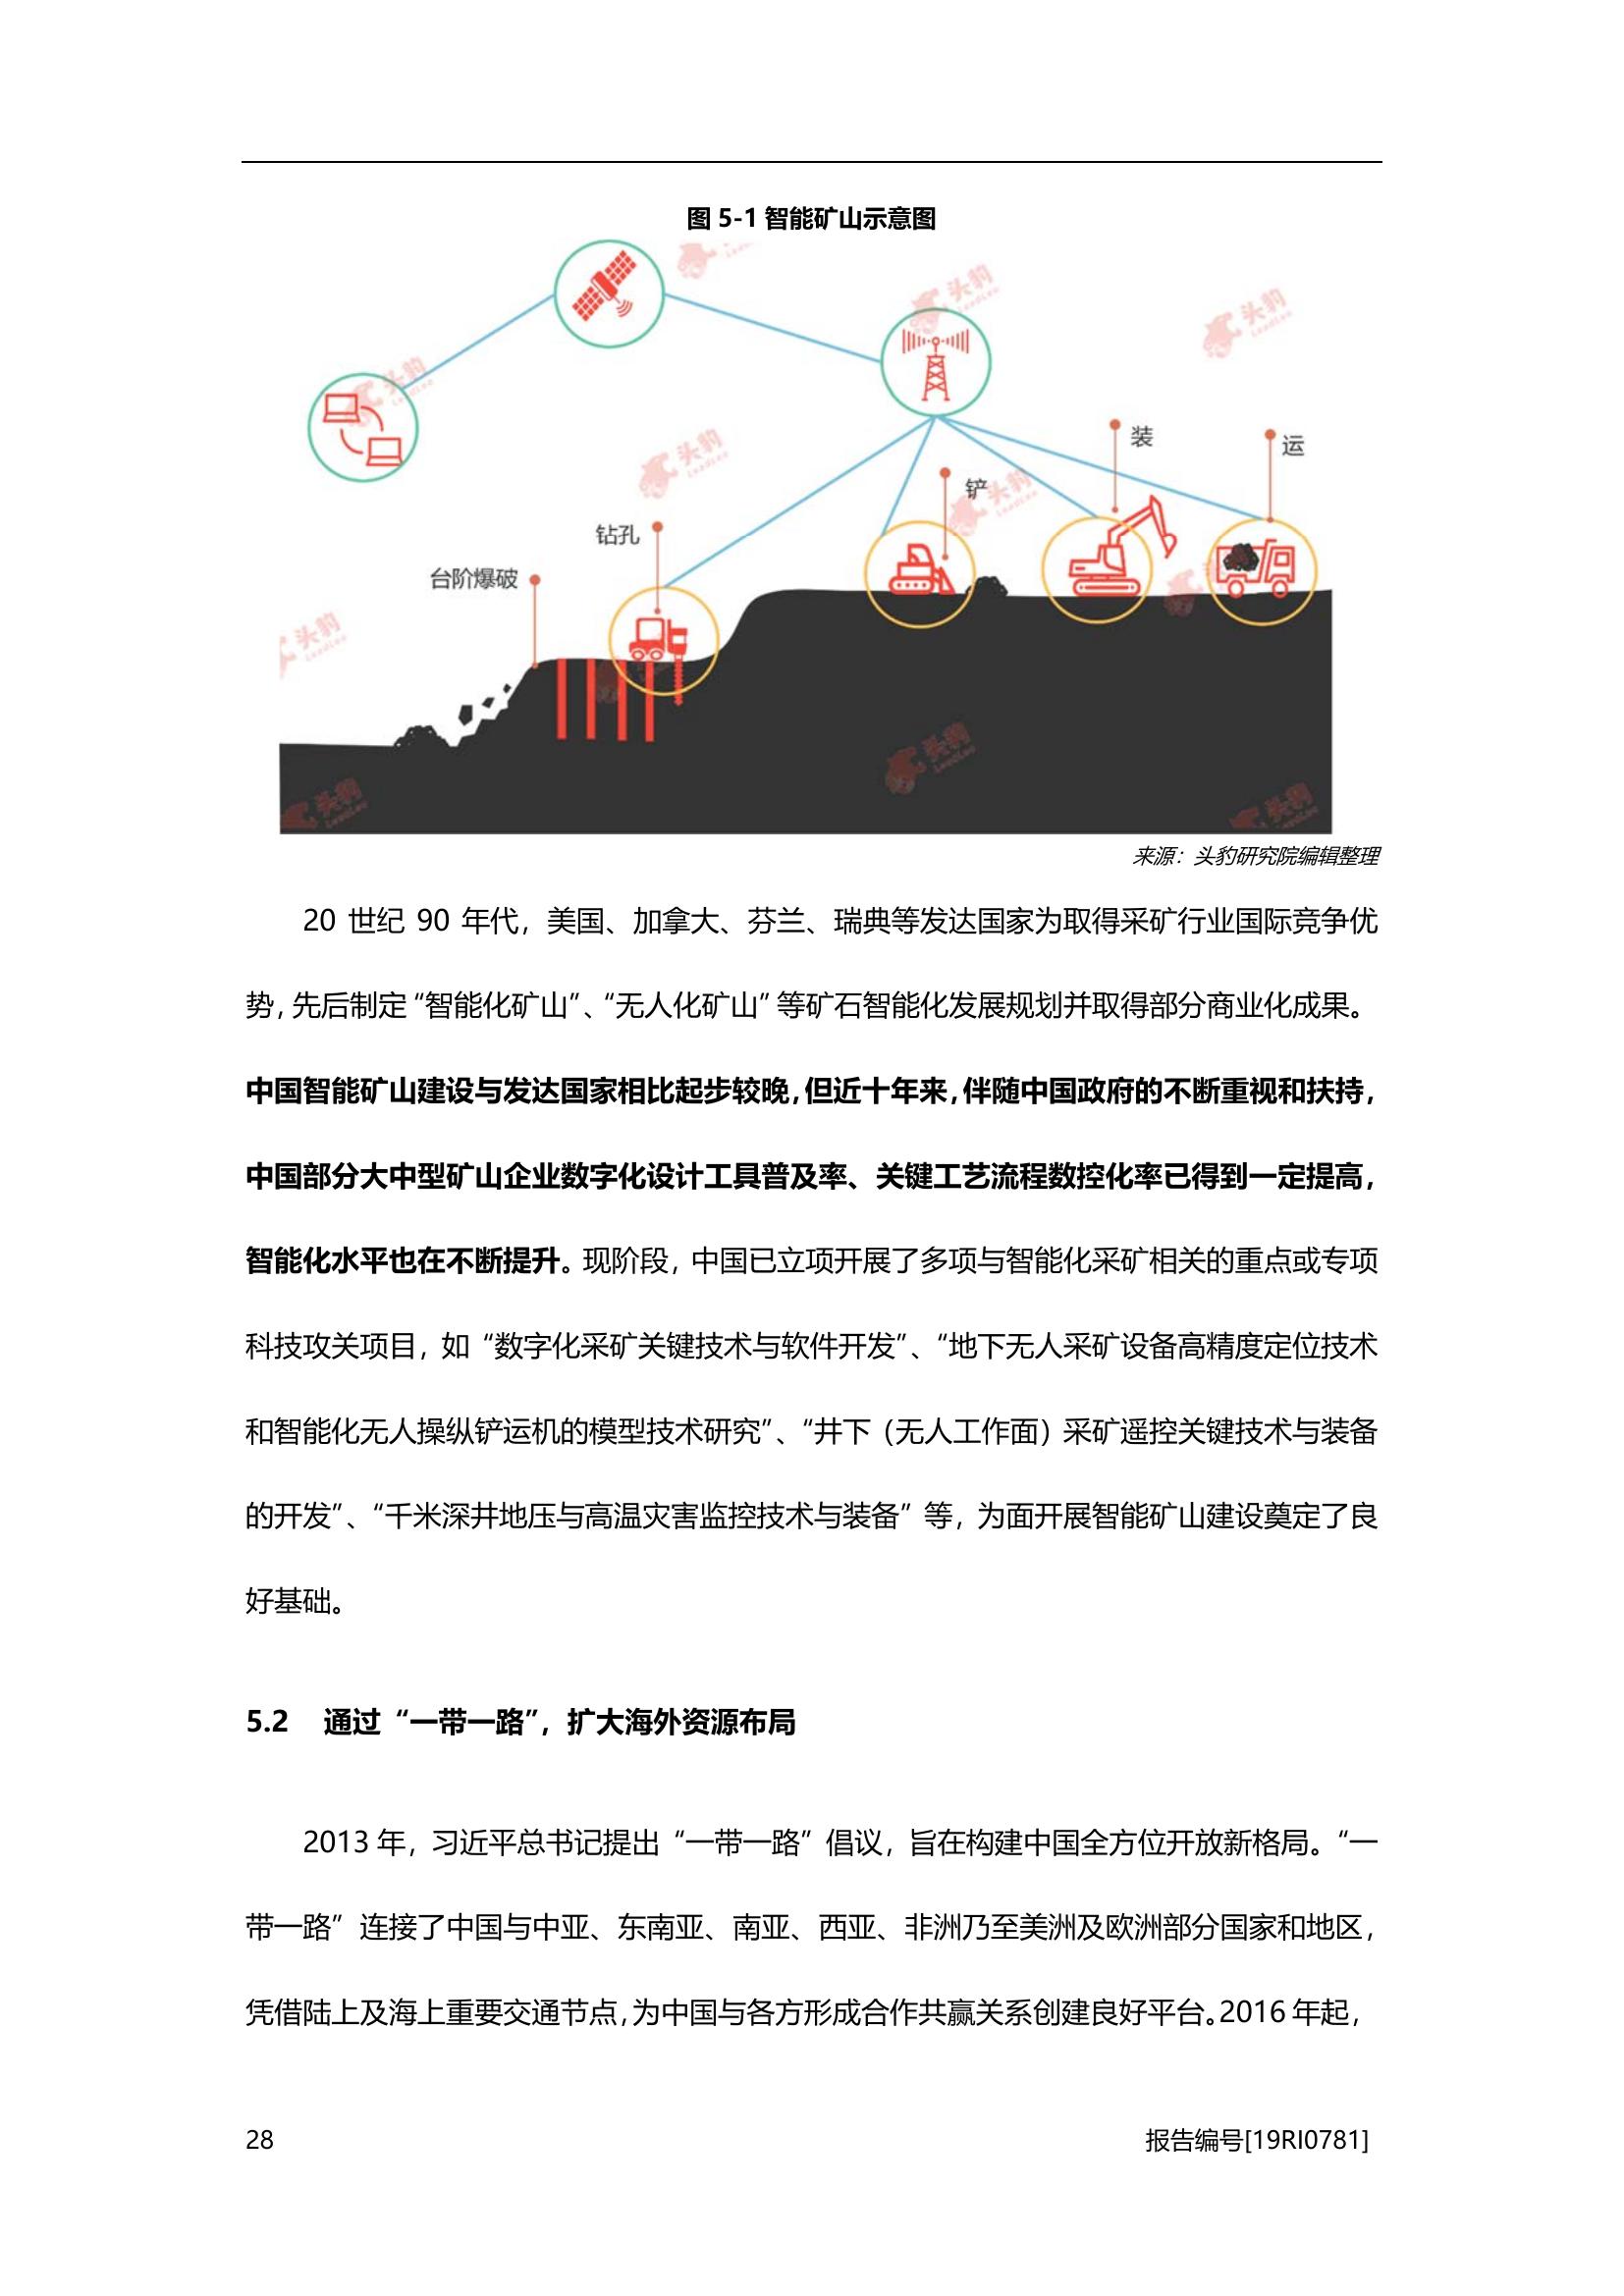 图 5-1 智能矿山示意图
头豹
LeadLeo
装
运
铲
钻孔
台阶爆破
来源：头豹研究院编辑整理
20 世纪 90 年代，美国、加拿大、芬兰、瑞典等发达国家为取得采矿行业国际竞争优
势，先后制定“智能化矿山”、“无人化矿山”等矿石智能化发展规划并取得部分商业化成果。
中国智能矿山建设与发达国家相比起步较晚，但近十年来，伴随中国政府的不断重视和扶持，
中国部分大中型矿山企业数字化设计工具普及率、关键工艺流程数控化率已得到一定提高，
智能化水平也在不断提升。现阶段，中国已立项开展了多项与智能化采矿相关的重点或专项
科技攻关项目，如“数字化采矿关键技术与软件开发”、“地下无人采矿设备高精度定位技术
和智能化无人操纵铲运机的模型技术研究”、“井下（无人工作面）采矿遥控关键技术与装备
的开发”、“千米深井地压与高温灾害监控技术与装备”等，为面开展智能矿山建设奠定了良
好基础。
5.2 通过“一带一路”，扩大海外资源布局
2013 年，习近平总书记提出“一带一路”倡议，旨在构建中国全方位开放新格局。“一
带一路”连接了中国与中亚、东南亚、南亚、西亚、非洲乃至美洲及欧洲部分国家和地区，
凭借陆上及海上重要交通节点，为中国与各方形成合作共赢关系创建良好平台。2016 年起，
28 报告编号[19RI0781]